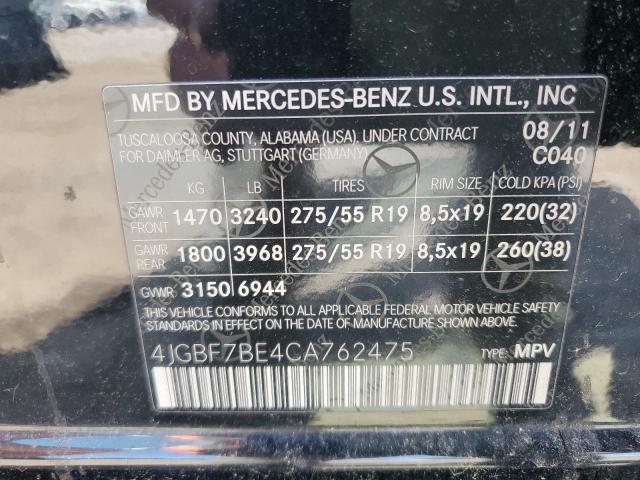 MFD BY MERCEDES-BENZ U.S. INTL., INC
TUSCALOOSA COUNTY, ALABAMA (USA). UNDER CONTRACT 08/11
FOR DAIMLER AG, STUTTGART (GERMANY) C040
KG LB TIRES RIM SIZE COLD KPA (PSI)
GAWR FRONT 1470 3240 275/55 R19 8,5x19 220(32)
GAWR REAR 1800 3968 275/55 R19 8,5x19 260(38)
GVWR 3150 6944
THIS VEHICLE CONFORMS TO ALL APPLICABLE FEDERAL MOTOR VEHICLE SAFETY
STANDARDS IN EFFECT ON THE DATE OF MANUFACTURE SHOWN ABOVE.
4JGBF7BE4CA762475 TYPE: MPV